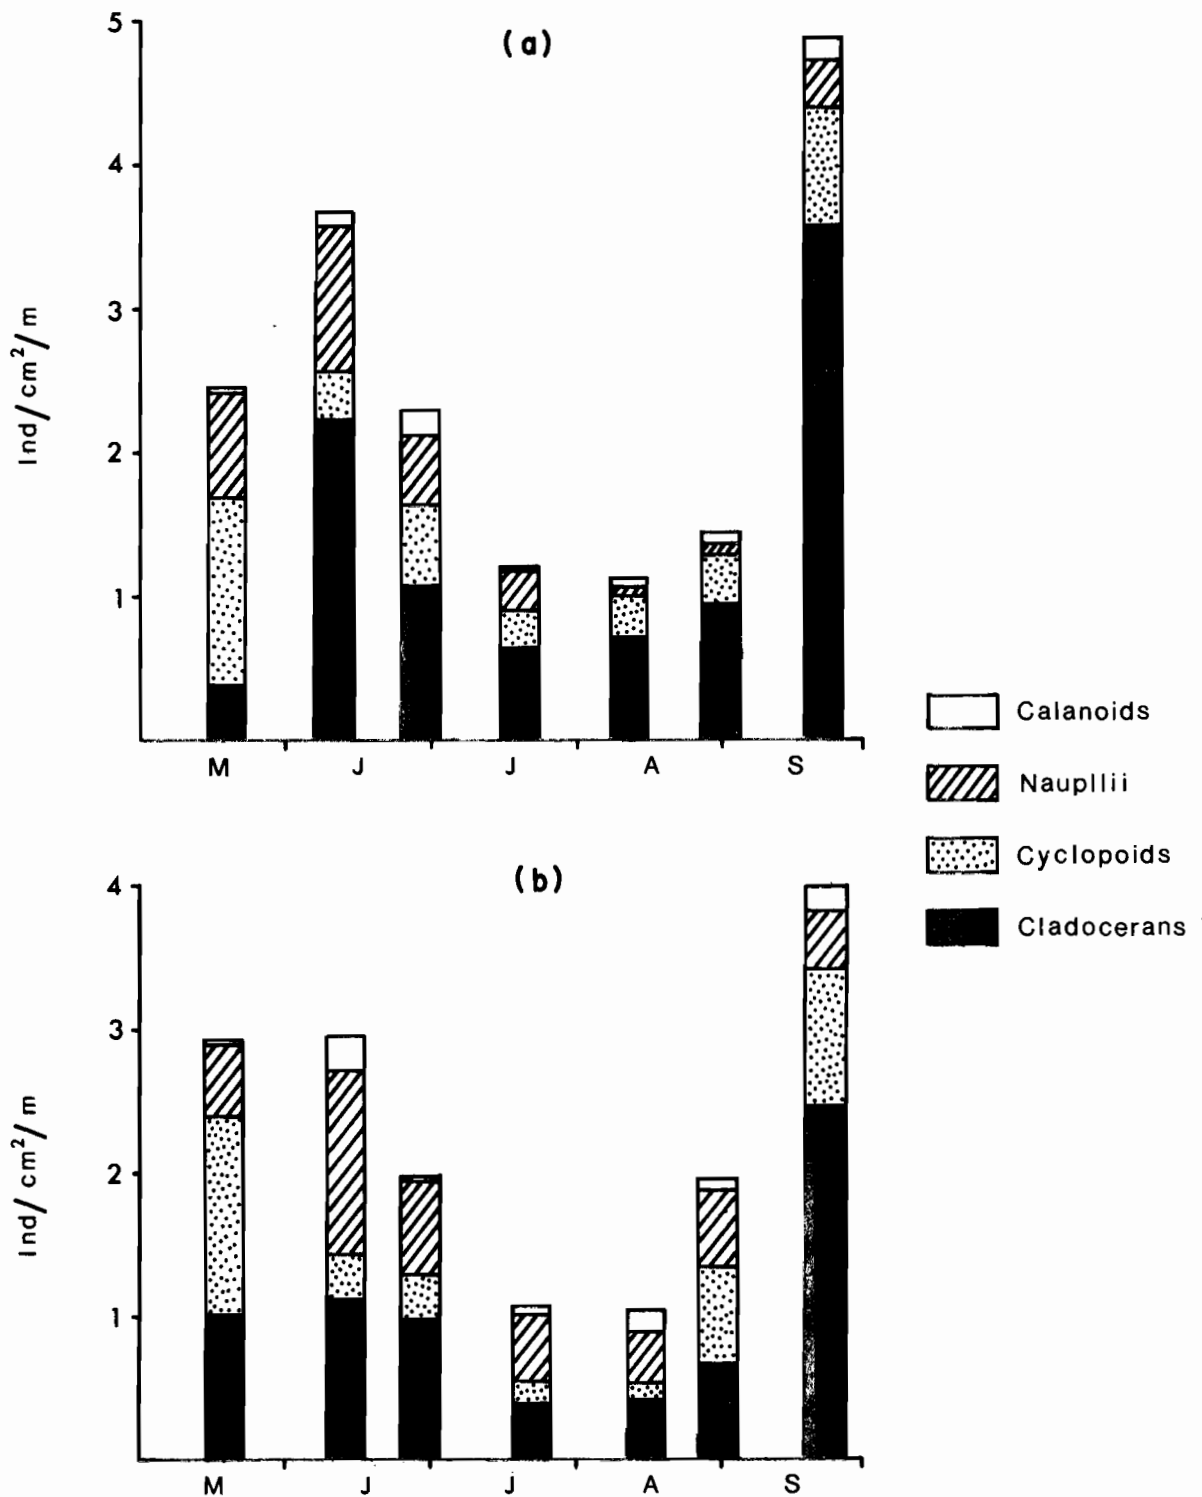 (a)
5
4
3
2
1
Ind/cm²/m
M J J A S
Calanoids
Naupllii
Cyclopoids
Cladocerans
(b)
4
3
2
1
Ind/cm²/m
M J J A S